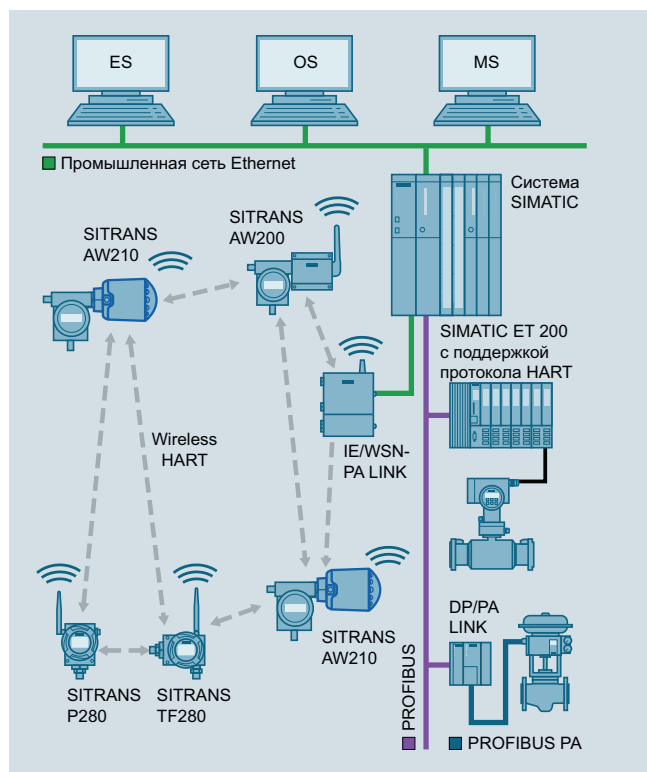 ES
OS
MS
Промышленная сеть Ethernet
Система
SIMATIC
SITRANS
AW200
SITRANS
AW210
SIMATIC ET 200
с поддержкой
протокола HART
Wireless
HART
IE/WSN-
PA LINK
DP/PA
LINK
SITRANS
AW210
SITRANS
P280
SITRANS
TF280
PROFIBUS
PROFIBUS PA